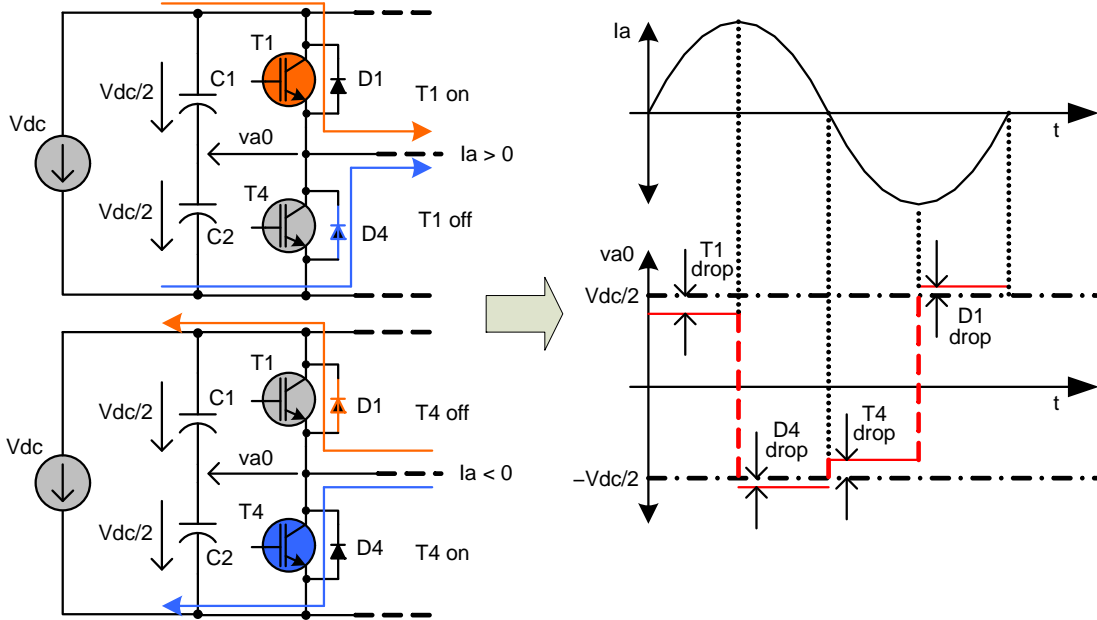 T1
C1
D1
Vdc/2
T1 on
Vdc
va0
Ia > 0
T4
Vdc/2
C2
D4
T1 off
T1
C1
D1
Vdc/2
T4 off
Vdc
va0
Ia < 0
T4
Vdc/2
C2
D4
T4 on
Ia
t
va0
T1
drop
Vdc/2
D1
drop
t
D4
drop
T4
drop
–Vdc/2